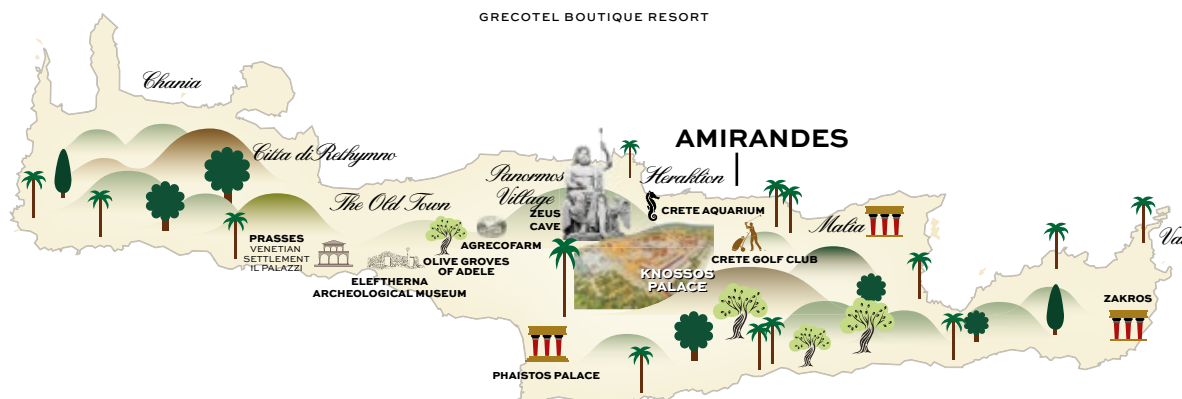 GRECOTEL BOUTIQUE RESORT
Chania
AMIRANDES
Città di Rethymno
Panormos
Village
Heraklion
The Old Town
ZEUS
CAVE
CRETE AQUARIUM
Malia
AGRECOFARM
PRASSES
VENETIAN
SETTLEMENT
IL PALAZZI
OLIVE GROVES
OF ADELE
CRETE GOLF CLUB
ELEFTHERNA
ARCHEOLOGICAL MUSEUM
KNOSSOS
PALACE
ZAKROS
PHAISTOS PALACE